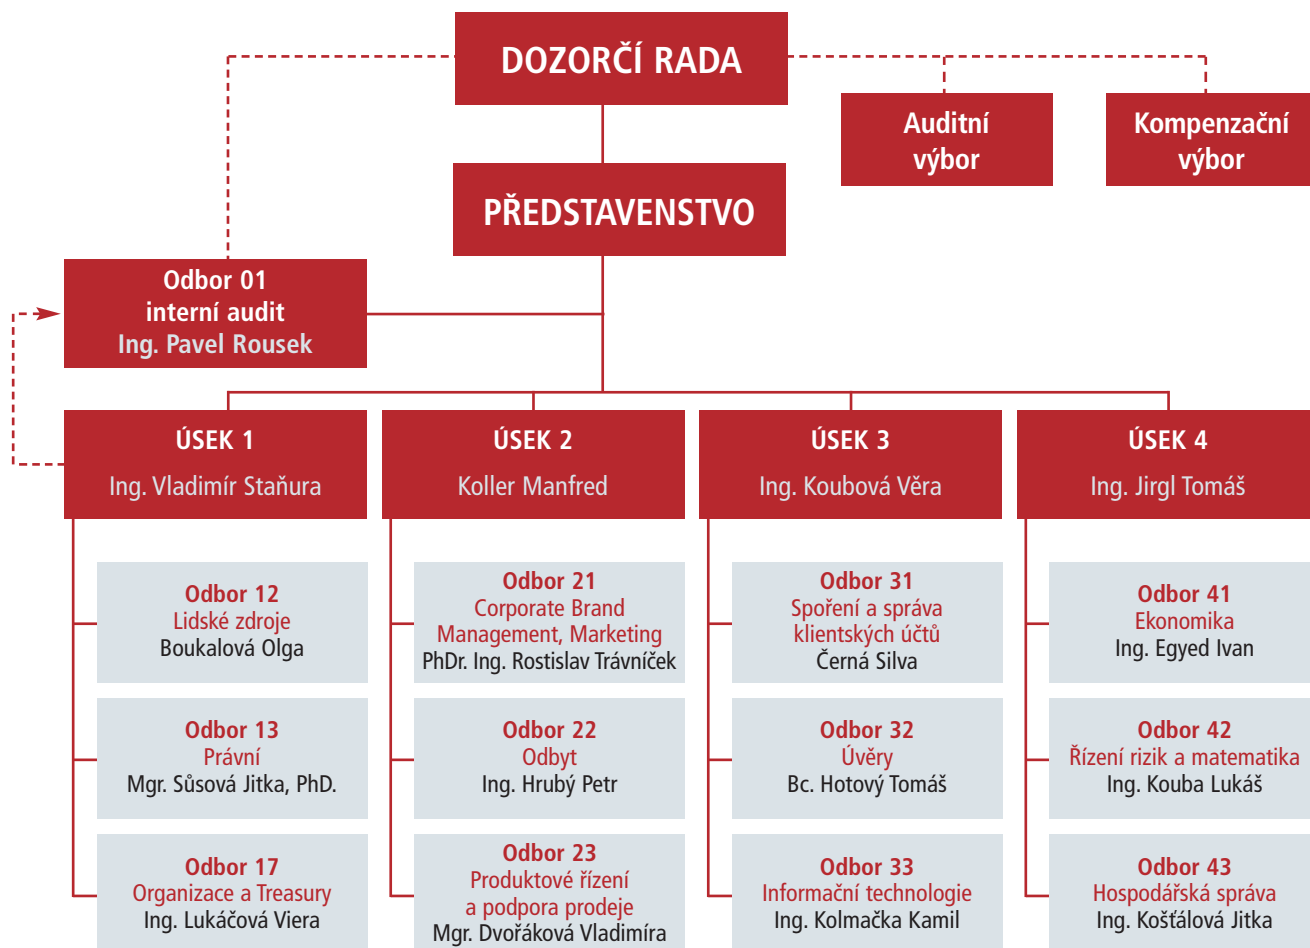 DOZORČÍ RADA
Auditní
výbor
Kompenzační
výbor
PŘEDSTAVENSTVO
Odbor 01
interní audit
Ing. Pavel Rousek
ÚSEK 1
Ing. Vladimír Staňura
ÚSEK 2
Koller Manfred
ÚSEK 3
Ing. Koubová Věra
ÚSEK 4
Ing. Jirgl Tomáš
Odbor 12
Lidské zdroje
Boukalová Olga
Odbor 21
Corporate Brand
Management, Marketing
PhDr. Ing. Rostislav Trávníček
Odbor 31
Spoření a správa
klientských účtů
Černá Silva
Odbor 41
Ekonomika
Ing. Egyed Ivan
Odbor 13
Právní
Mgr. Sůsová Jitka, PhD.
Odbor 22
Odbyt
Ing. Hrubý Petr
Odbor 32
Úvěry
Bc. Hotový Tomáš
Odbor 42
Řízení rizik a matematika
Ing. Kouba Lukáš
Odbor 17
Organizace a Treasury
Ing. Lukáčová Viera
Odbor 23
Produktové řízení
a podpora prodeje
Mgr. Dvořáková Vladimíra
Odbor 33
Informační technologie
Ing. Kolmačka Kamil
Odbor 43
Hospodářská správa
Ing. Košťálová Jitka